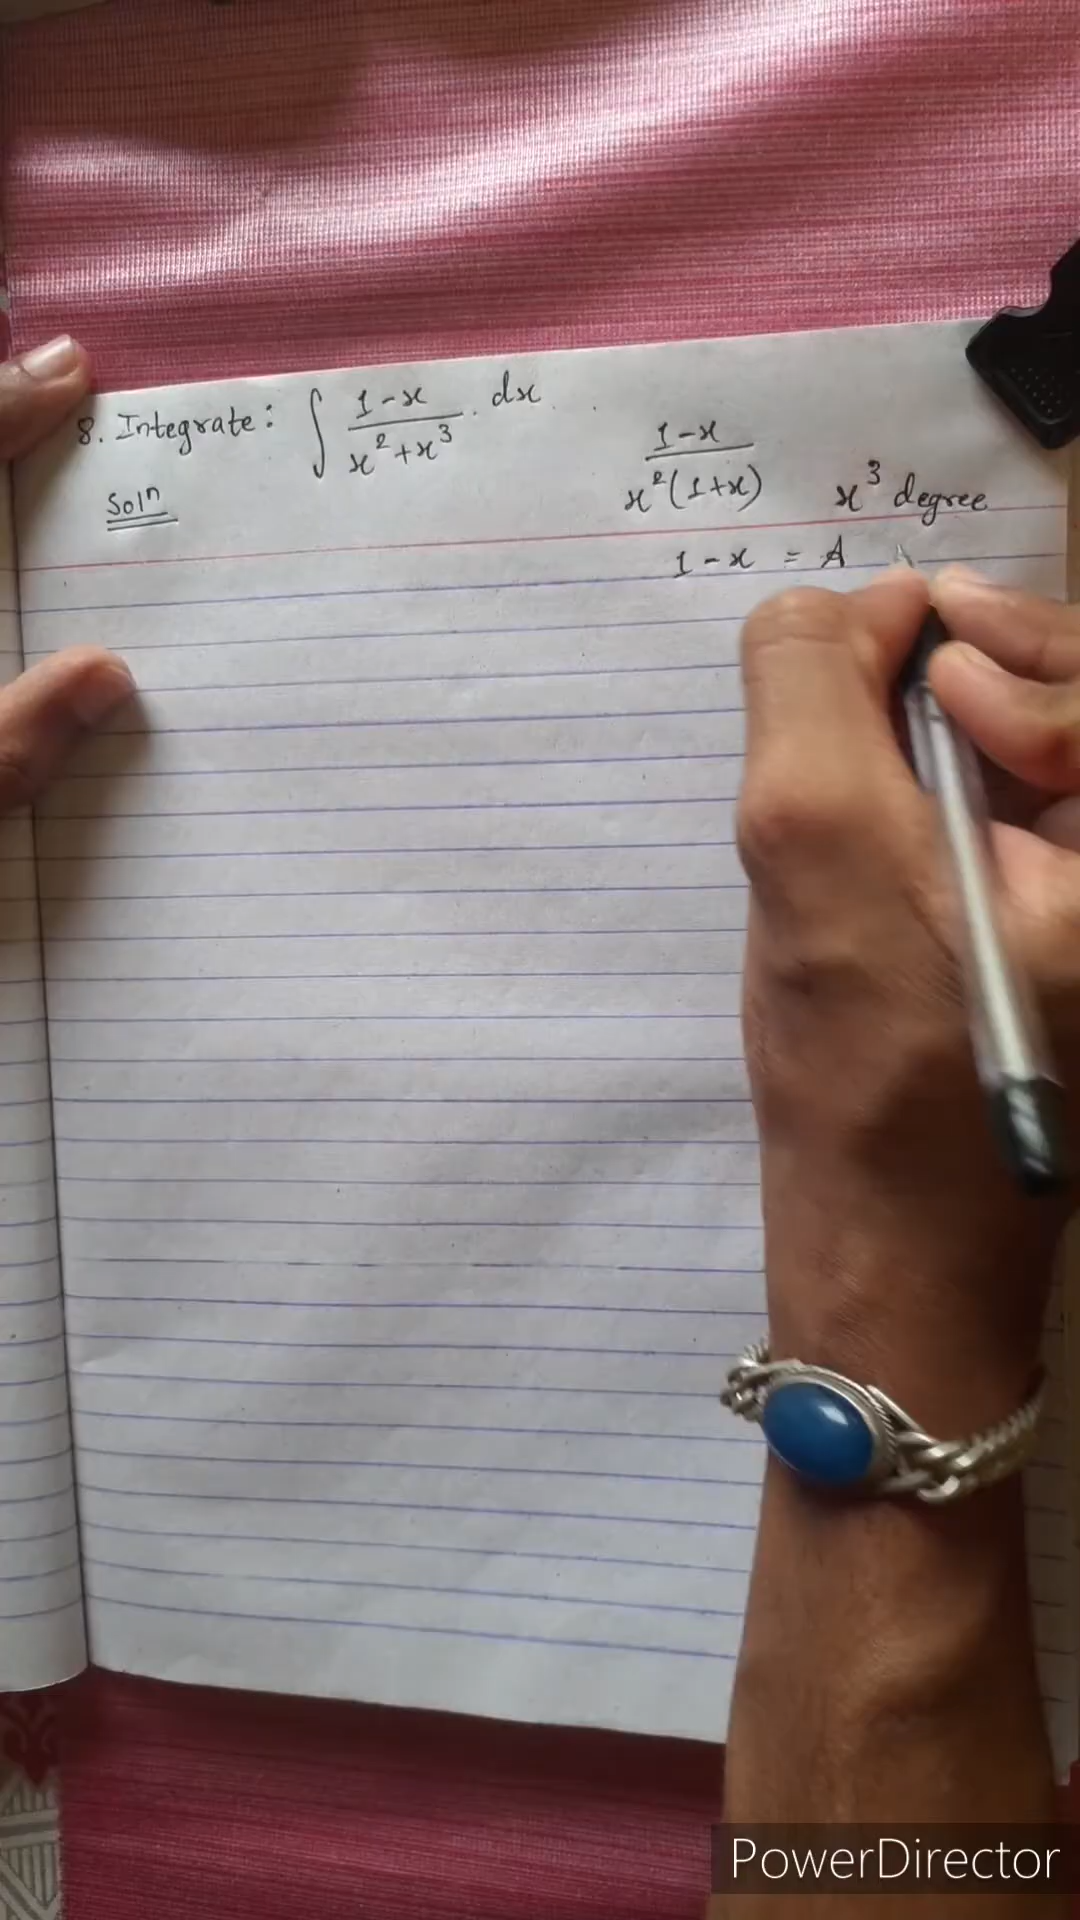 8. Integrate: ∫ (1-x)/(x²+x³) . dx
Solⁿ
(1-x)/(x²(1+x)) x³ degree
1-x = A
PowerDirector